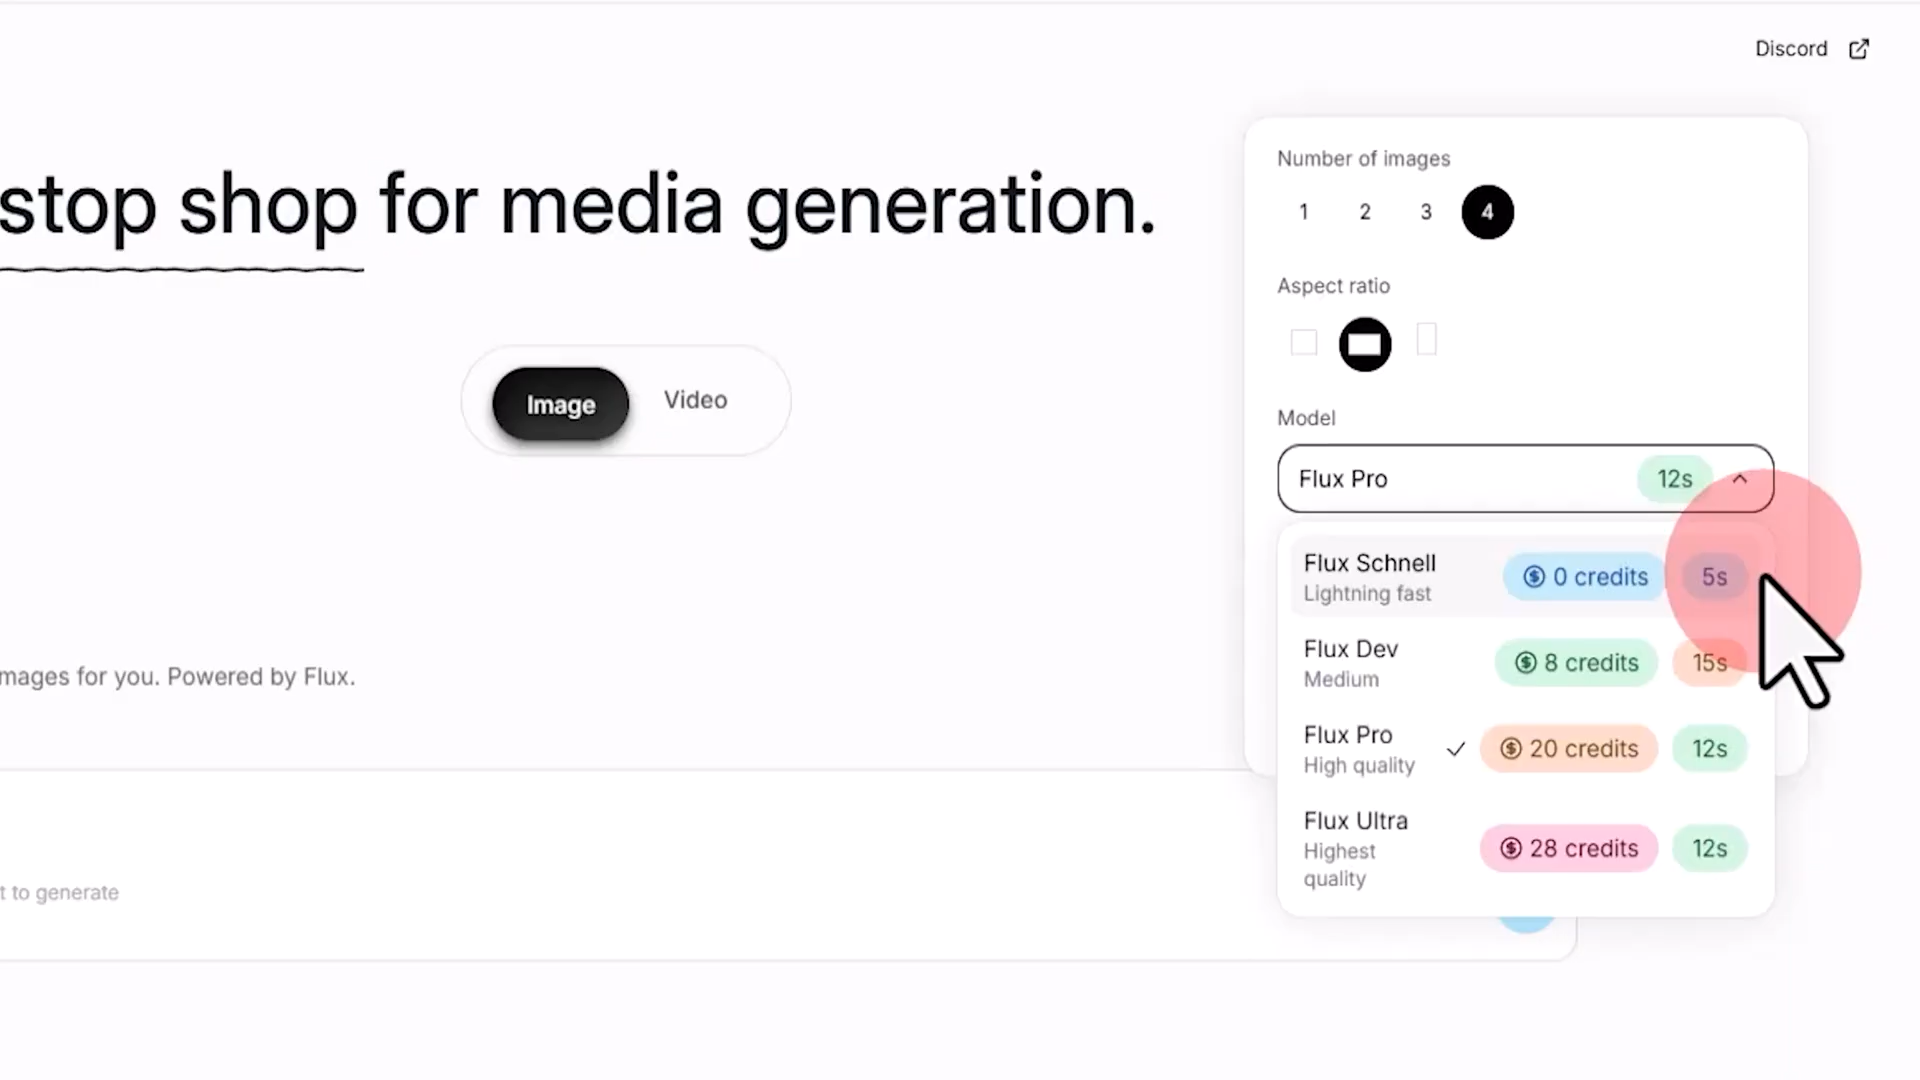 Discord
stop shop for media generation.
Image
Video
mages for you. Powered by Flux.
t to generate
Number of images
1 2 3 4
Aspect ratio
Model
Flux Pro 12s
Flux Schnell 0 credits 5s
Lightning fast
Flux Dev 8 credits 15s
Medium
Flux Pro 20 credits 12s
High quality
Flux Ultra 28 credits 12s
Highest
quality